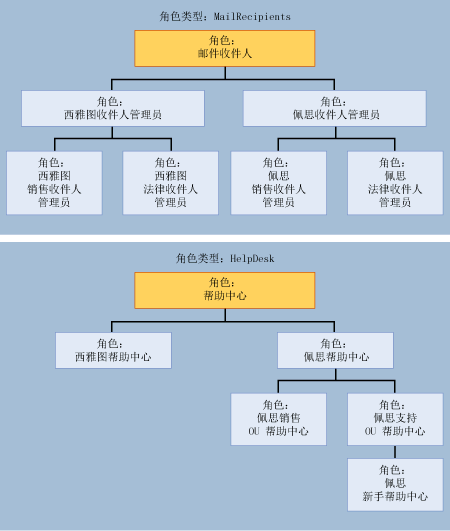 角色类型：MailRecipients
角色：
邮件收件人
角色：
西雅图收件人管理员
角色：
佩思收件人管理员
角色：
西雅图
销售收件人
管理员
角色：
西雅图
法律收件人
管理员
角色：
佩思
销售收件人
管理员
角色：
佩思
法律收件人
管理员
角色类型：HelpDesk
角色：
帮助中心
角色：
西雅图帮助中心
角色：
佩思帮助中心
角色：
佩思销售
OU 帮助中心
角色：
佩思支持
OU 帮助中心
角色：
佩思
新手帮助中心